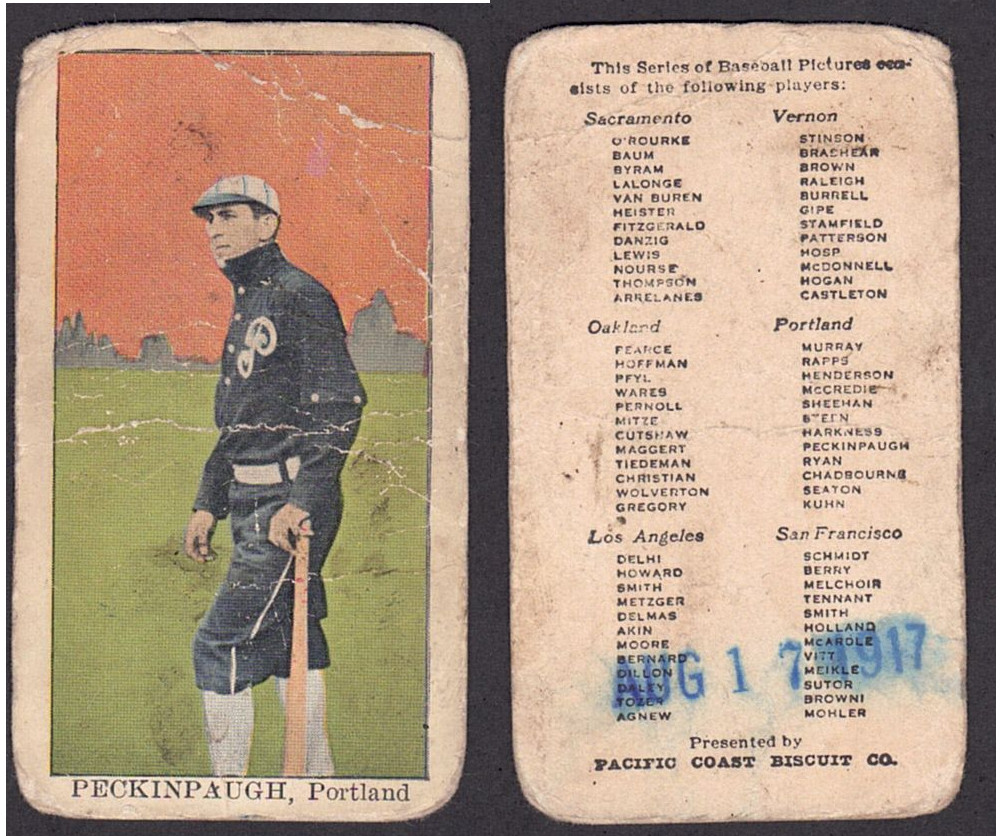 P
PECKINPAUGH, Portland
This Series of Baseball Pictures con-
sists of the following players:
Sacramento
O'ROURKE
BAUM
BYRAM
LALONGE
VAN BUREN
HEISTER
FITZGERALD
DANZIG
LEWIS
NOURSE
THOMPSON
ARRELANES
Vernon
STINSON
BRASHEAR
BROWN
RALEIGH
BURRELL
GIPE
STAMFIELD
PATTERSON
HOSP
McDONNELL
HOGAN
CASTLETON
Oakland
PEARCE
HOFFMAN
PFYL
WARES
PERNOLL
MITZE
CUTSHAW
MAGGERT
TIEDEMAN
CHRISTIAN
WOLVERTON
GREGORY
Portland
MURRAY
RAPPS
HENDERSON
McCREDIE
SHEEHAN
STEEN
HARKNESS
PECKINPAUGH
RYAN
CHADBOURNE
SEATON
KUHN
Los Angeles
DELHI
HOWARD
SMITH
METZGER
DELMAS
AKIN
MOORE
BERNARD
DILLON
DALEY
TOZER
AGNEW
San Francisco
SCHMIDT
BERRY
MELCHOIR
TENNANT
SMITH
HOLLAND
McARDLE
VITT
MEIKLE
SUTOR
BROWNI
MOHLER
AUG 17 1917
Presented by
PACIFIC COAST BISCUIT CO.